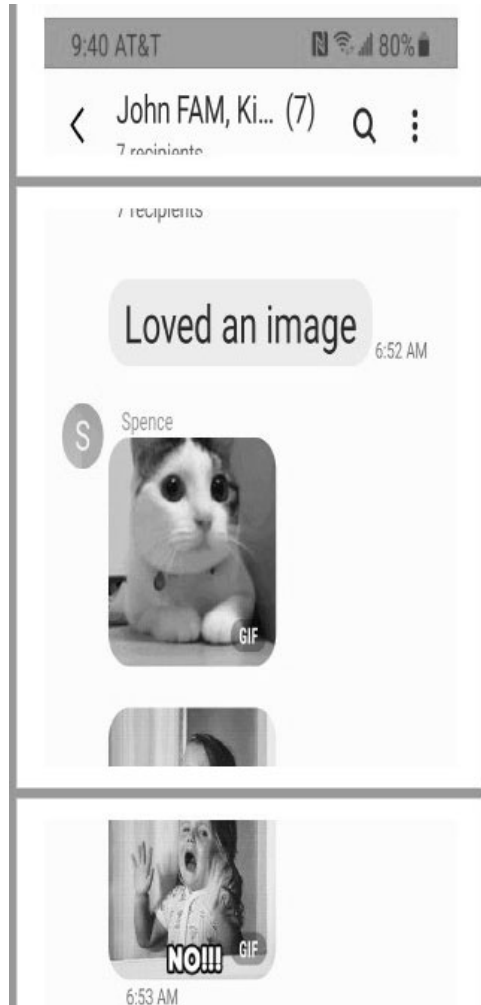 9:40 AT&T 80%
John FAM, Ki... (7)
7 recipients
7 recipients
Loved an image
6:52 AM
S
Spence
GIF
NO!!! GIF
6:53 AM